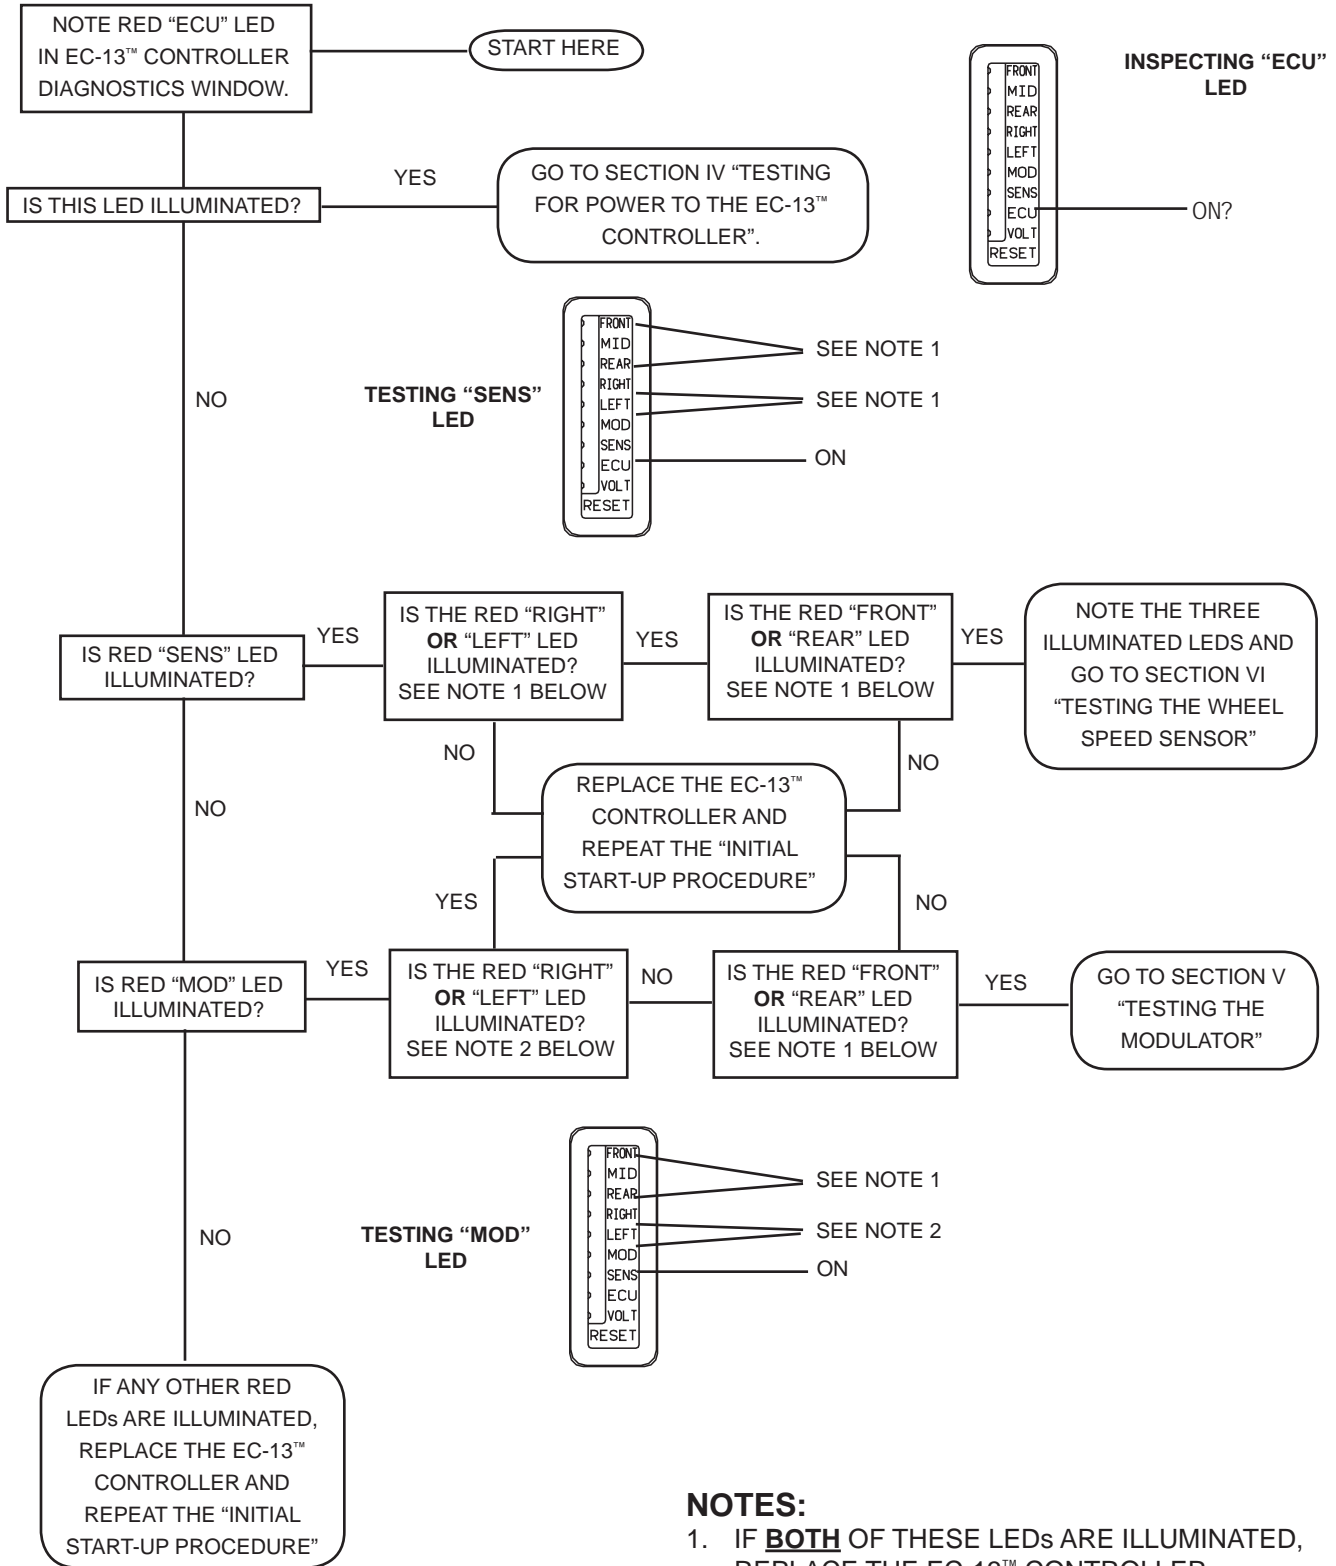 NOTE RED “ECU” LED
IN EC-13™ CONTROLLER
DIAGNOSTICS WINDOW.
START HERE
FRONT
MID
REAR
RIGHT
LEFT
MOD
SENS
ECU
VOLT
RESET
INSPECTING “ECU”
LED
ON?
IS THIS LED ILLUMINATED?
YES
GO TO SECTION IV “TESTING
FOR POWER TO THE EC-13™
CONTROLLER”.
NO
TESTING “SENS”
LED
FRONT
MID
REAR
RIGHT
LEFT
MOD
SENS
ECU
VOLT
RESET
SEE NOTE 1
SEE NOTE 1
ON
IS RED “SENS” LED
ILLUMINATED?
YES
IS THE RED “RIGHT”
OR “LEFT” LED
ILLUMINATED?
SEE NOTE 1 BELOW
YES
IS THE RED “FRONT”
OR “REAR” LED
ILLUMINATED?
SEE NOTE 1 BELOW
YES
NOTE THE THREE
ILLUMINATED LEDS AND
GO TO SECTION VI
“TESTING THE WHEEL
SPEED SENSOR”
NO
NO
NO
REPLACE THE EC-13™
CONTROLLER AND
REPEAT THE “INITIAL
START-UP PROCEDURE”
YES
NO
IS RED “MOD” LED
ILLUMINATED?
YES
IS THE RED “RIGHT”
OR “LEFT” LED
ILLUMINATED?
SEE NOTE 2 BELOW
NO
IS THE RED “FRONT”
OR “REAR” LED
ILLUMINATED?
SEE NOTE 1 BELOW
YES
GO TO SECTION V
“TESTING THE
MODULATOR”
NO
TESTING “MOD”
LED
FRONT
MID
REAR
RIGHT
LEFT
MOD
SENS
ECU
VOLT
RESET
SEE NOTE 1
SEE NOTE 2
ON
IF ANY OTHER RED
LEDs ARE ILLUMINATED,
REPLACE THE EC-13™
CONTROLLER AND
REPEAT THE “INITIAL
START-UP PROCEDURE”
NOTES:
1. IF BOTH OF THESE LEDs ARE ILLUMINATED,
REPLACE THE EC-13™ CONTROLLER